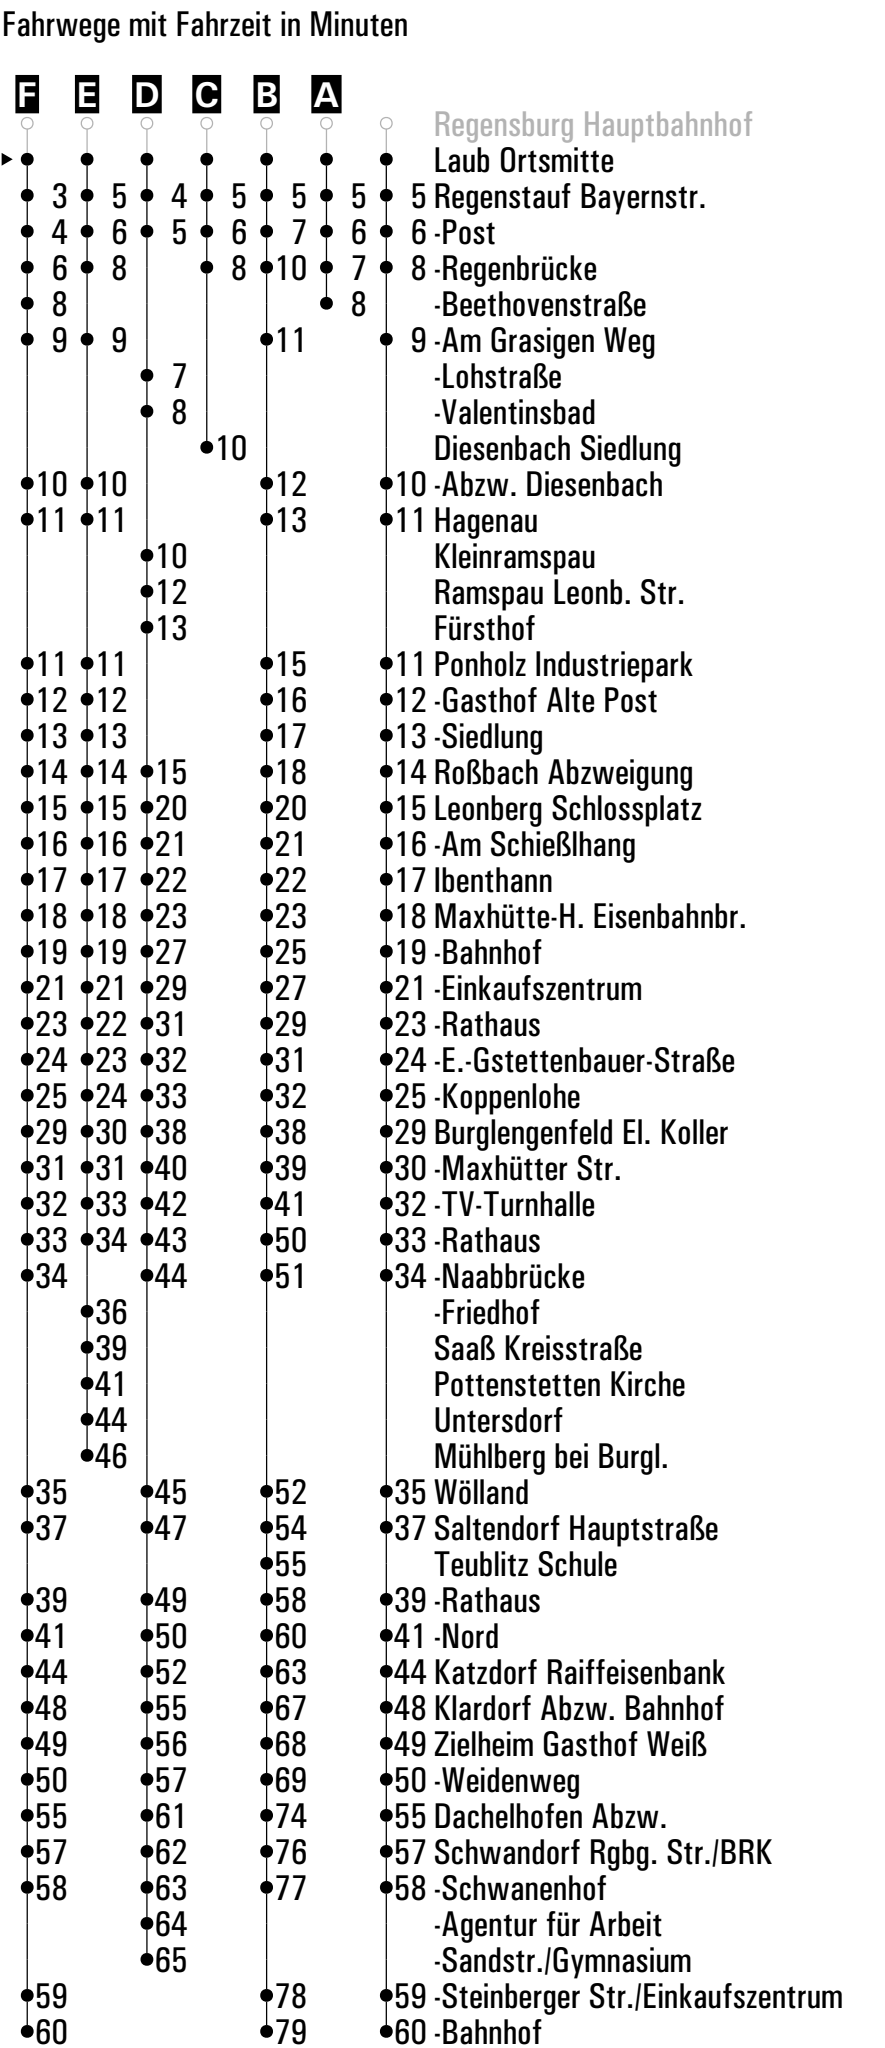 Fahrwege mit Fahrzeit in Minuten
F E D C B A
Regensburg Hauptbahnhof
Laub Ortsmitte
3 5 4 5 5 5 5 Regenstauf Bayernstr.
4 6 5 6 7 6 6 -Post
6 8 8 10 7 8 -Regenbrücke
8 8 -Beethovenstraße
9 9 11 9 -Am Grasigen Weg
7 -Lohstraße
8 -Valentinsbad
10 Diesenbach Siedlung
10 10 12 10 -Abzw. Diesenbach
11 11 13 11 Hagenau
10 Kleinramspau
12 Ramspau Leonb. Str.
13 Fürsthof
11 11 15 11 Ponholz Industriepark
12 12 16 12 -Gasthof Alte Post
13 13 17 13 -Siedlung
14 14 15 18 14 Roßbach Abzweigung
15 15 20 20 15 Leonberg Schlossplatz
16 16 21 21 16 -Am Schießlhang
17 17 22 22 17 Ibenthann
18 18 23 23 18 Maxhütte-H. Eisenbahnbr.
19 19 27 25 19 -Bahnhof
21 21 29 27 21 -Einkaufszentrum
23 22 31 29 23 -Rathaus
24 23 32 31 24 -E.-Gstettenbauer-Straße
25 24 33 32 25 -Koppenlohe
29 30 38 38 29 Burglengenfeld El. Koller
31 31 40 39 30 -Maxhütter Str.
32 33 42 41 32 -TV-Turnhalle
33 34 43 50 33 -Rathaus
34 44 51 34 -Naabbrücke
36 -Friedhof
39 Saaß Kreisstraße
41 Pottenstetten Kirche
44 Untersdorf
46 Mühlberg bei Burgl.
35 45 52 35 Wölland
37 47 54 37 Saltendorf Hauptstraße
55 Teublitz Schule
39 49 58 39 -Rathaus
41 50 60 41 -Nord
44 52 63 44 Katzdorf Raiffeisenbank
48 55 67 48 Klardorf Abzw. Bahnhof
49 56 68 49 Zielheim Gasthof Weiß
50 57 69 50 -Weidenweg
55 61 74 55 Dachelhofen Abzw.
57 62 76 57 Schwandorf Rgbg. Str./BRK
58 63 77 58 -Schwanenhof
64 -Agentur für Arbeit
65 -Sandstr./Gymnasium
59 78 59 -Steinberger Str./Einkaufszentrum
60 79 60 -Bahnhof